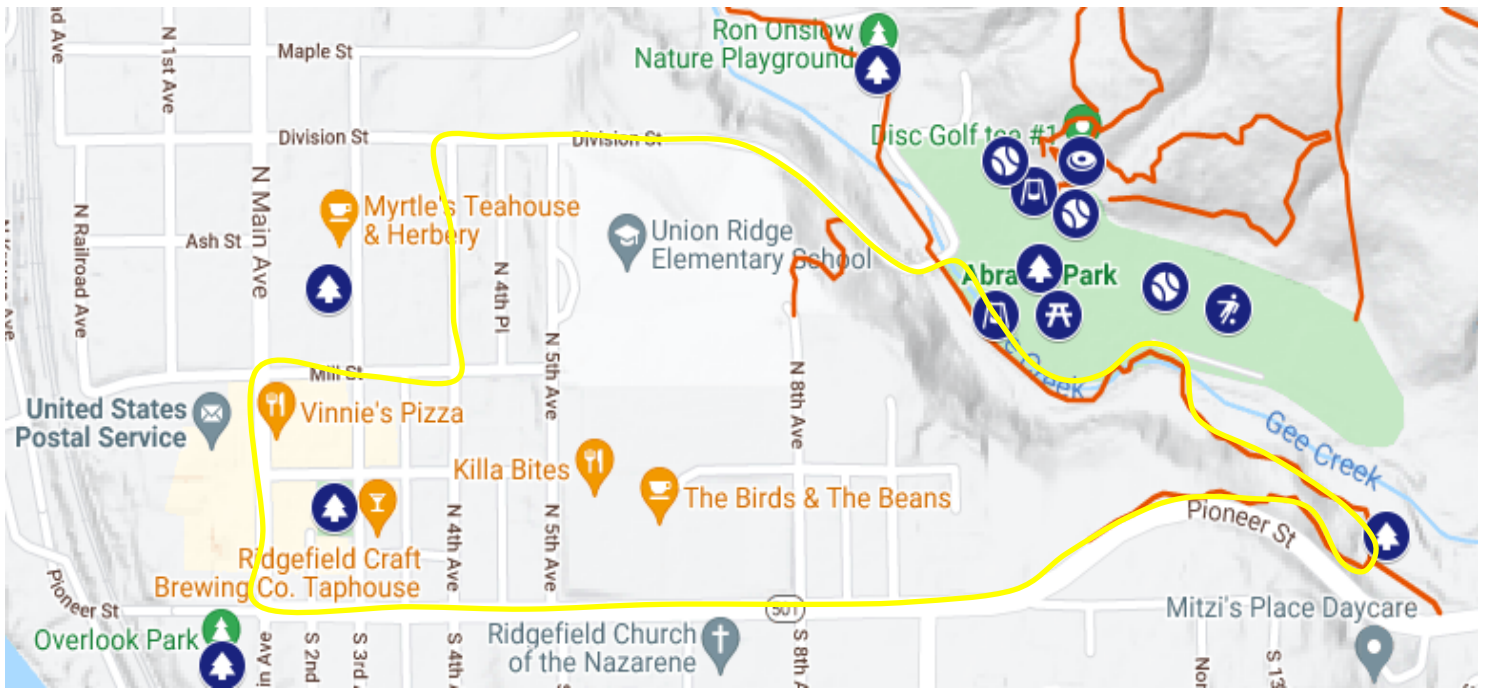 Ron Onslow
Nature Playground
Maple St
N 1st Ave
Division St
Division St
Disc Golf tee #1
N Main Ave
Myrtle's Teahouse
& Herbery
Union Ridge
Elementary School
Ash St
N Railroad Ave
N 4th Pl
Park
N 5th Ave
Mill St
N 8th Ave
United States
Postal Service
Vinnie's Pizza
Gee Creek
Creek
Killa Bites
The Birds & The Beans
N 4th Ave
N 5th Ave
Pioneer St
Ridgefield Craft
Brewing Co. Taphouse
Pioneer St
501
Mitzi's Place Daycare
Overlook Park
Ridgefield Church
of the Nazarene
S 2nd
S 3rd
S 4th
S 8th
S 13